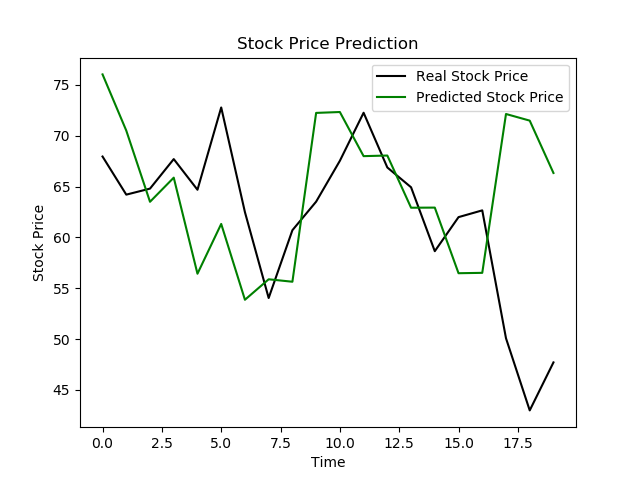 Stock Price Prediction
Real Stock Price
Predicted Stock Price
Stock Price
75
70
65
60
55
50
45
0.0 2.5 5.0 7.5 10.0 12.5 15.0 17.5
Time